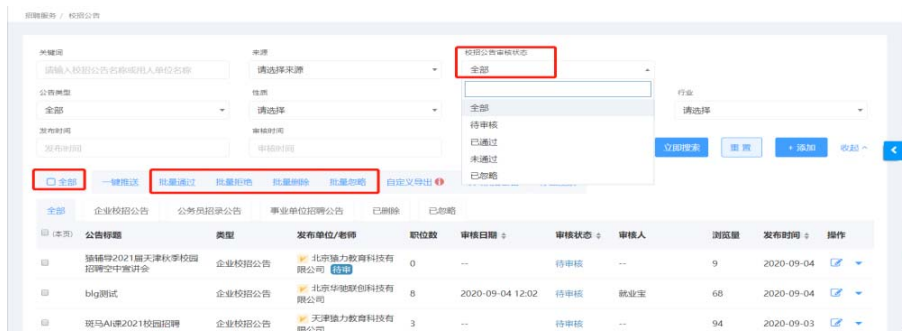 招聘服务 / 校招公告
关键词 来源 校招公告审核状态
请输入校招公告名称或用人单位名称 请选择来源 全部
公告类型 性质 行业
全部 请选择 请选择
全部
待审核
已通过
未通过
已忽略
发布时间 审核时间
发布时间 审核时间 立即搜索 重置 + 添加 收起
全部 一键推送 批量通过 批量拒绝 批量删除 批量忽略 自定义导出
全部 企业校招公告 公务员招录公告 事业单位招聘公告 已删除 已忽略
(本页) 公告标题 类型 发布单位/老师 职位数 审核日期 审核状态 审核人 浏览量 发布时间 操作
猿辅导2021届天津秋季校园招聘空中宣讲会 企业校招公告 北京猿力教育科技有限公司 待审 0 -- 待审核 -- 9 2020-09-04
blg测试 企业校招公告 北京华驰联创科技有限公司 8 2020-09-04 12:02 待审核 就业宝 68 2020-09-04
斑马AI课2021校园招聘 企业校招公告 天津猿力教育科技有限公司 3 -- 待审核 -- 94 2020-09-03